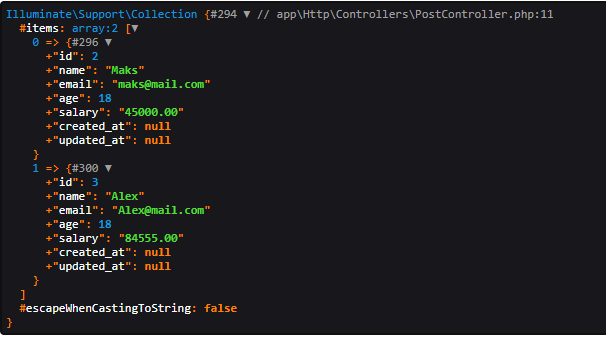 Illuminate\Support\Collection {#294 ▼ // app\Http\Controllers\PostController.php:11
  #items: array:2 [▼
    0 => {#296 ▼
      +"id": 2
      +"name": "Maks"
      +"email": "maks@mail.com"
      +"age": 18
      +"salary": "45000.00"
      +"created_at": null
      +"updated_at": null
    }
    1 => {#300 ▼
      +"id": 3
      +"name": "Alex"
      +"email": "Alex@mail.com"
      +"age": 18
      +"salary": "84555.00"
      +"created_at": null
      +"updated_at": null
    }
  ]
  #escapeWhenCastingToString: false
}